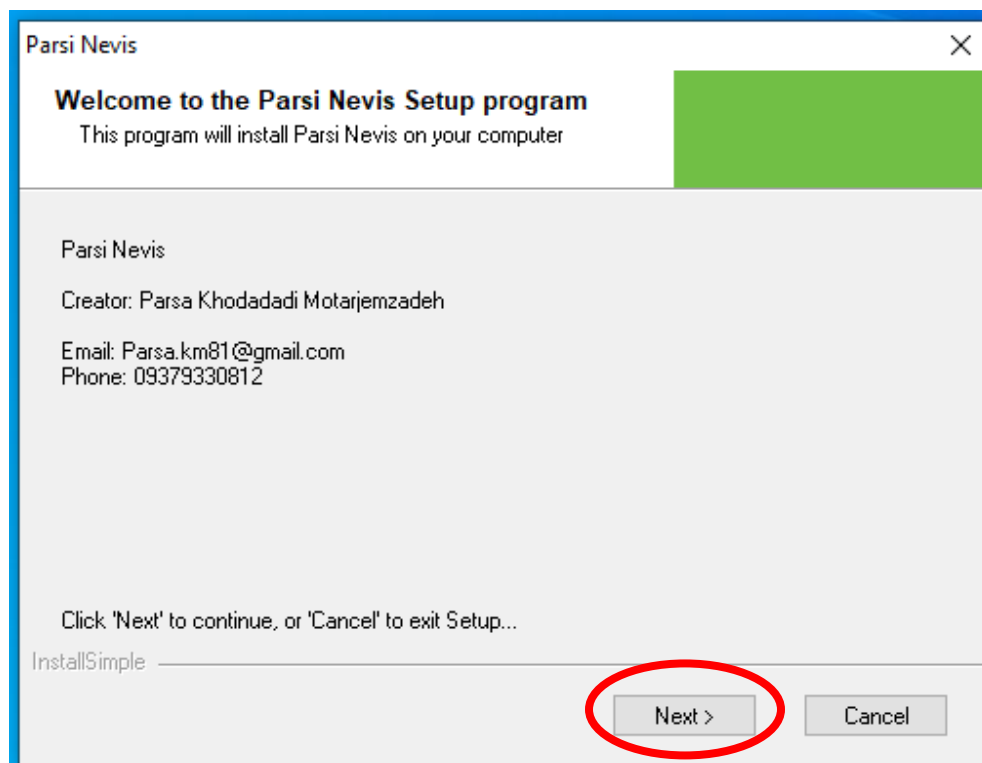 Parsi Nevis
Welcome to the Parsi Nevis Setup program
This program will install Parsi Nevis on your computer
Parsi Nevis
Creator: Parsa Khodadadi Motarjemzadeh
Email: Parsa.km81@gmail.com
Phone: 09379330812
Click 'Next' to continue, or 'Cancel' to exit Setup...
InstallSimple
Next >
Cancel